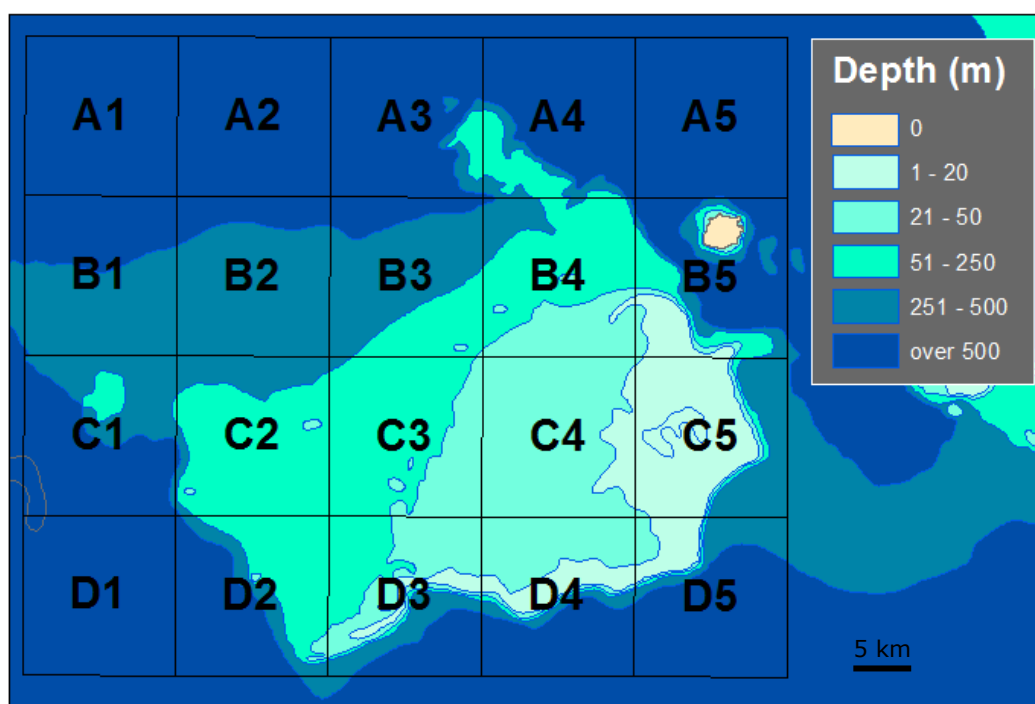 A1 A2 A3 A4 A5
B1 B2 B3 B4 B5
C1 C2 C3 C4 C5
D1 D2 D3 D4 D5
Depth (m)
0
1 - 20
21 - 50
51 - 250
251 - 500
over 500
5 km